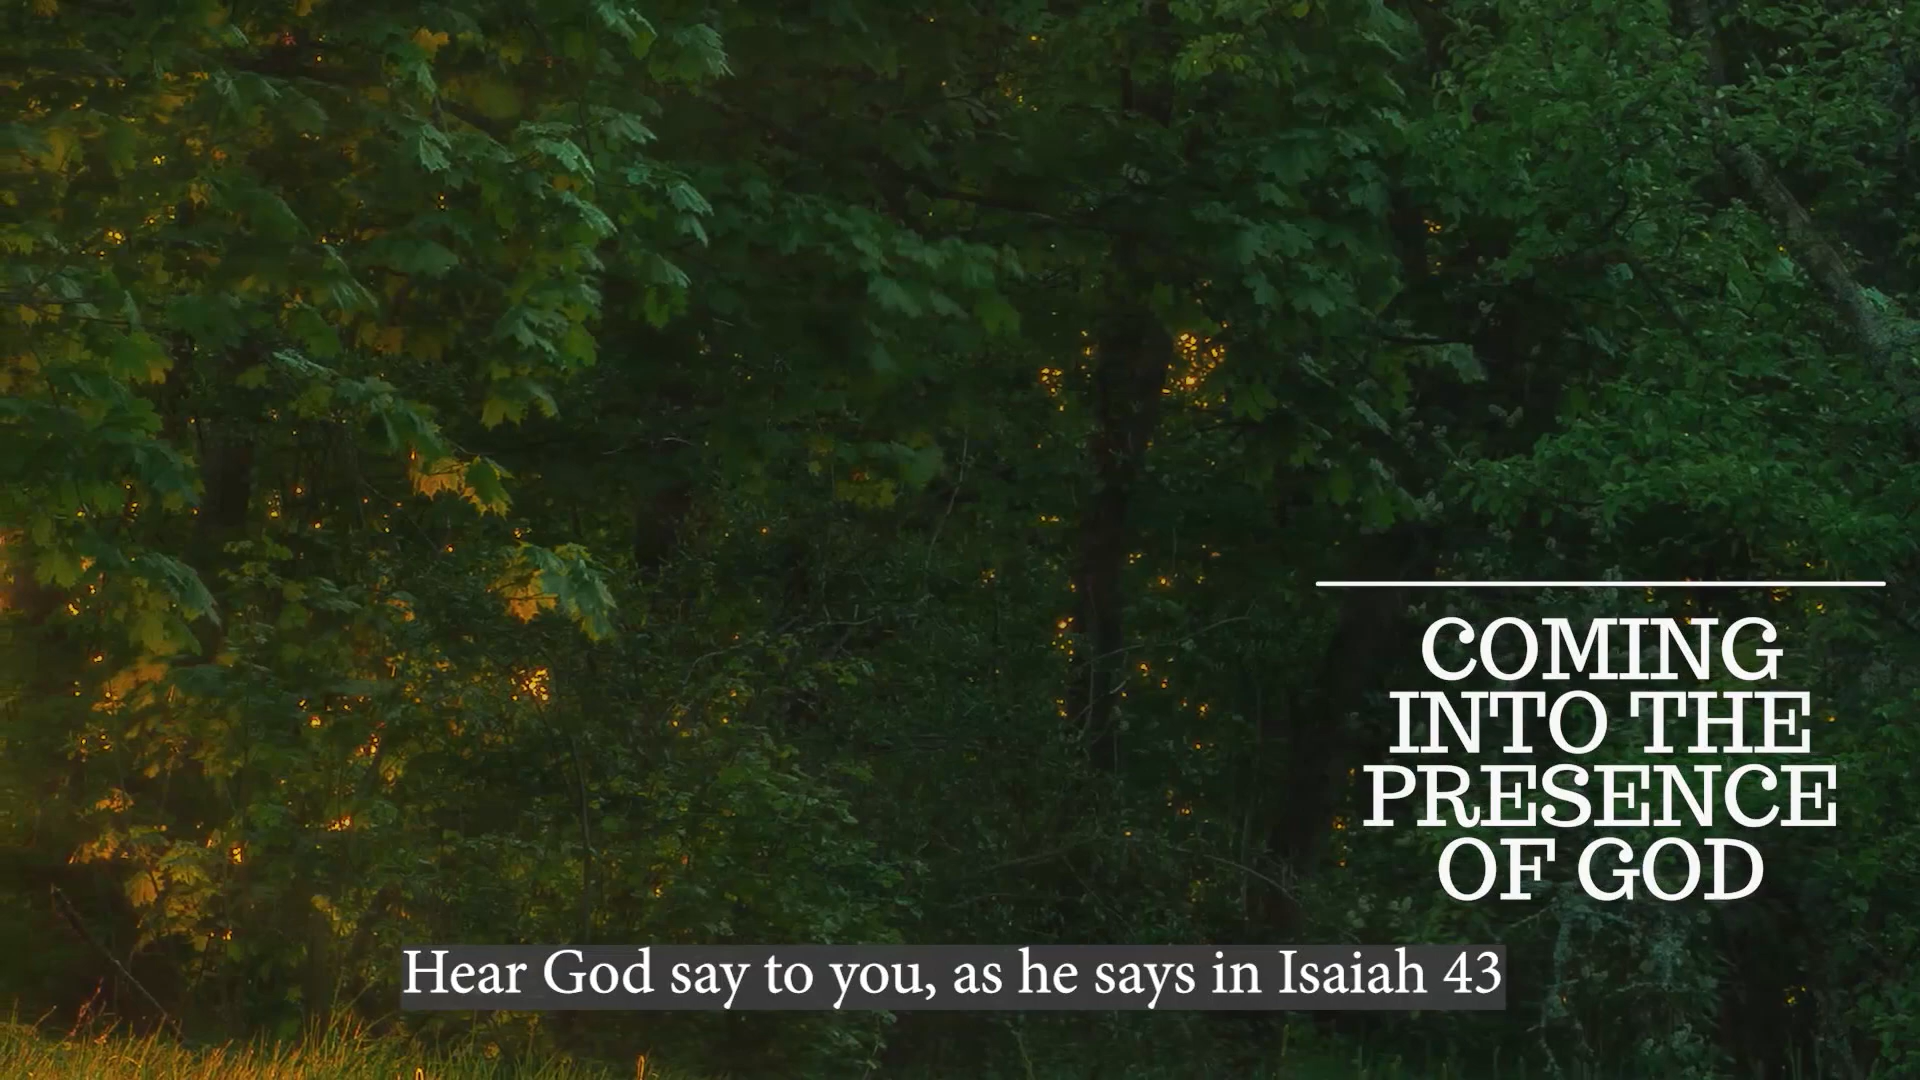 COMING
INTO THE
PRESENCE
OF GOD
Hear God say to you, as he says in Isaiah 43